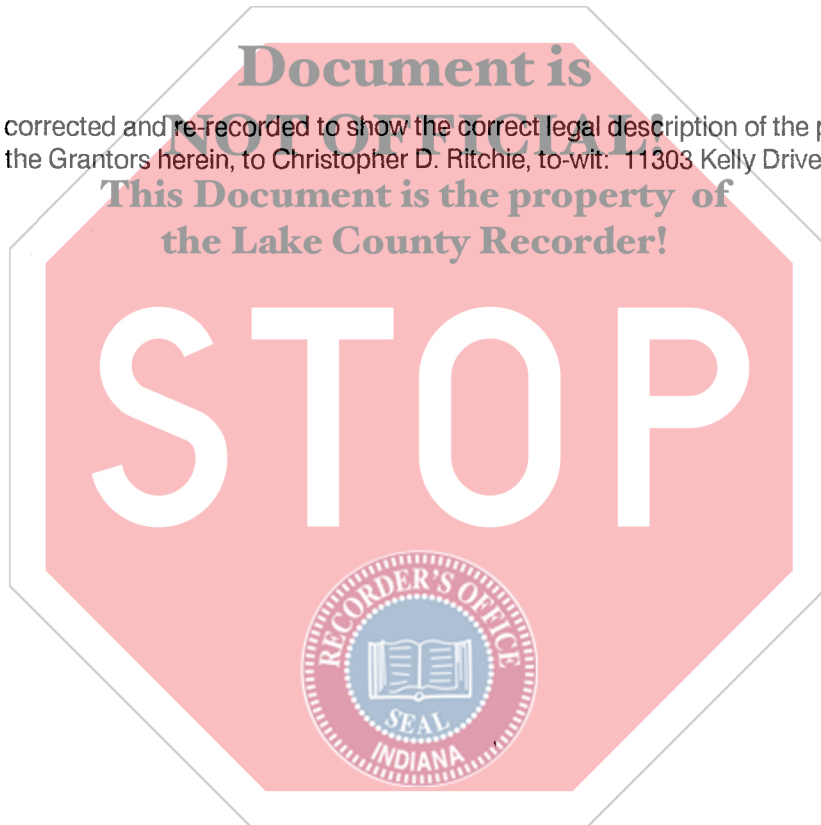 Document is
NOT OFFICIAL!
corrected and re-recorded to show the correct legal description of the
the Grantors herein, to Christopher D. Ritchie, to-wit: 11303 Kelly Drive
This Document is the property of
the Lake County Recorder!
STOP
RECORDER'S OFFICE
SEAL
INDIANA